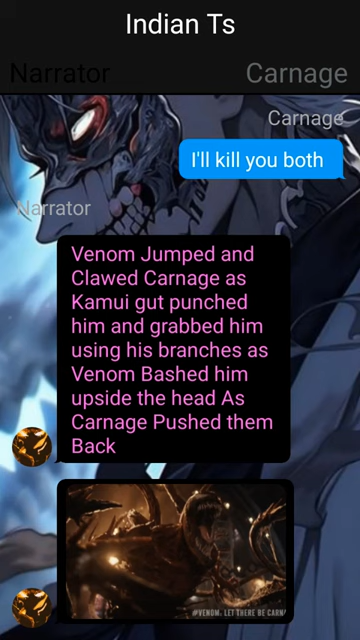 Indian Ts
Narrator
Carnage
Carnage
I'll kill you both
Narrator
Venom Jumped and
Clawed Carnage as
Kamui gut punched
him and grabbed him
using his branches as
Venom Bashed him
upside the head As
Carnage Pushed them
Back
#VENOM. LET THERE BE CARN